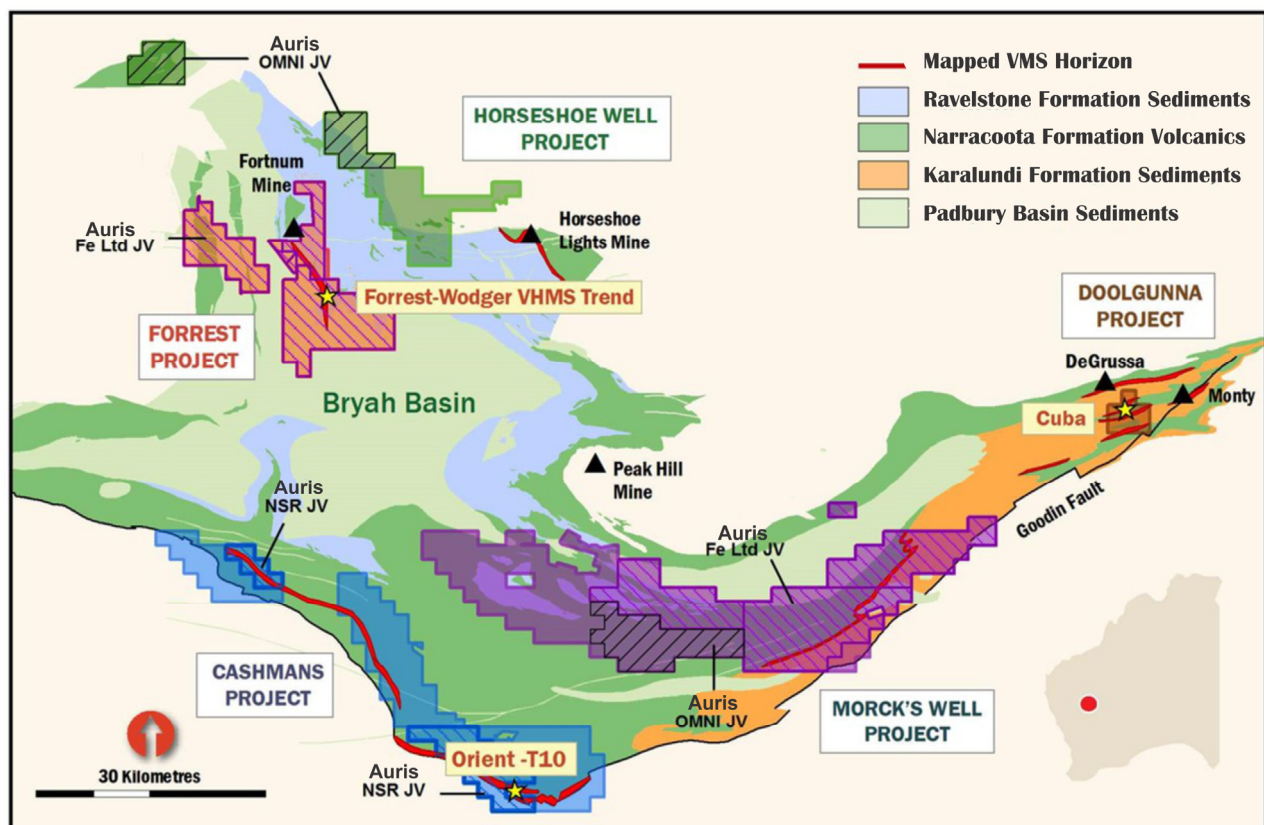 Auris
OMNI JV
HORSESHOE WELL
PROJECT
Mapped VMS Horizon
Ravelstone Formation Sediments
Narracoota Formation Volcanics
Karalundi Formation Sediments
Padbury Basin Sediments
Fortnum
Mine
Auris
Fe Ltd JV
Horseshoe
Lights Mine
Forrest-Wodger VHMS Trend
FORREST
PROJECT
DOOLGUNNA
PROJECT
DeGrussa
Monty
Cuba
Bryah Basin
Peak Hill
Mine
Goodin Fault
Auris
NSR JV
Auris
Fe Ltd JV
CASHMANS
PROJECT
Auris
OMNI JV
MORCK'S WELL
PROJECT
Orient -T10
Auris
NSR JV
30 Kilometres